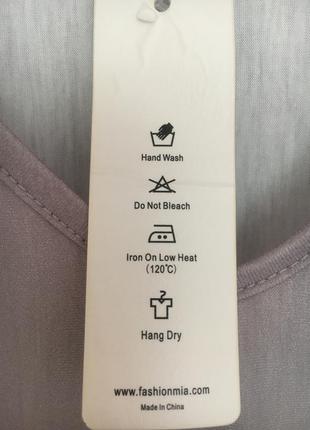 Hand Wash
Do Not Bleach
Iron On Low Heat
(120℃)
Hang Dry
www.fashionmia.com
Made In China